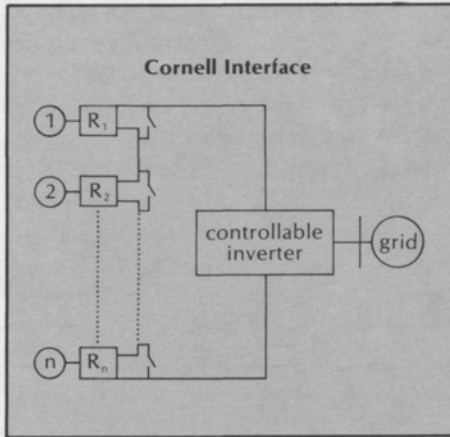 Cornell Interface
1 R₁
2 R₂
controllable
inverter
grid
n Rₙ